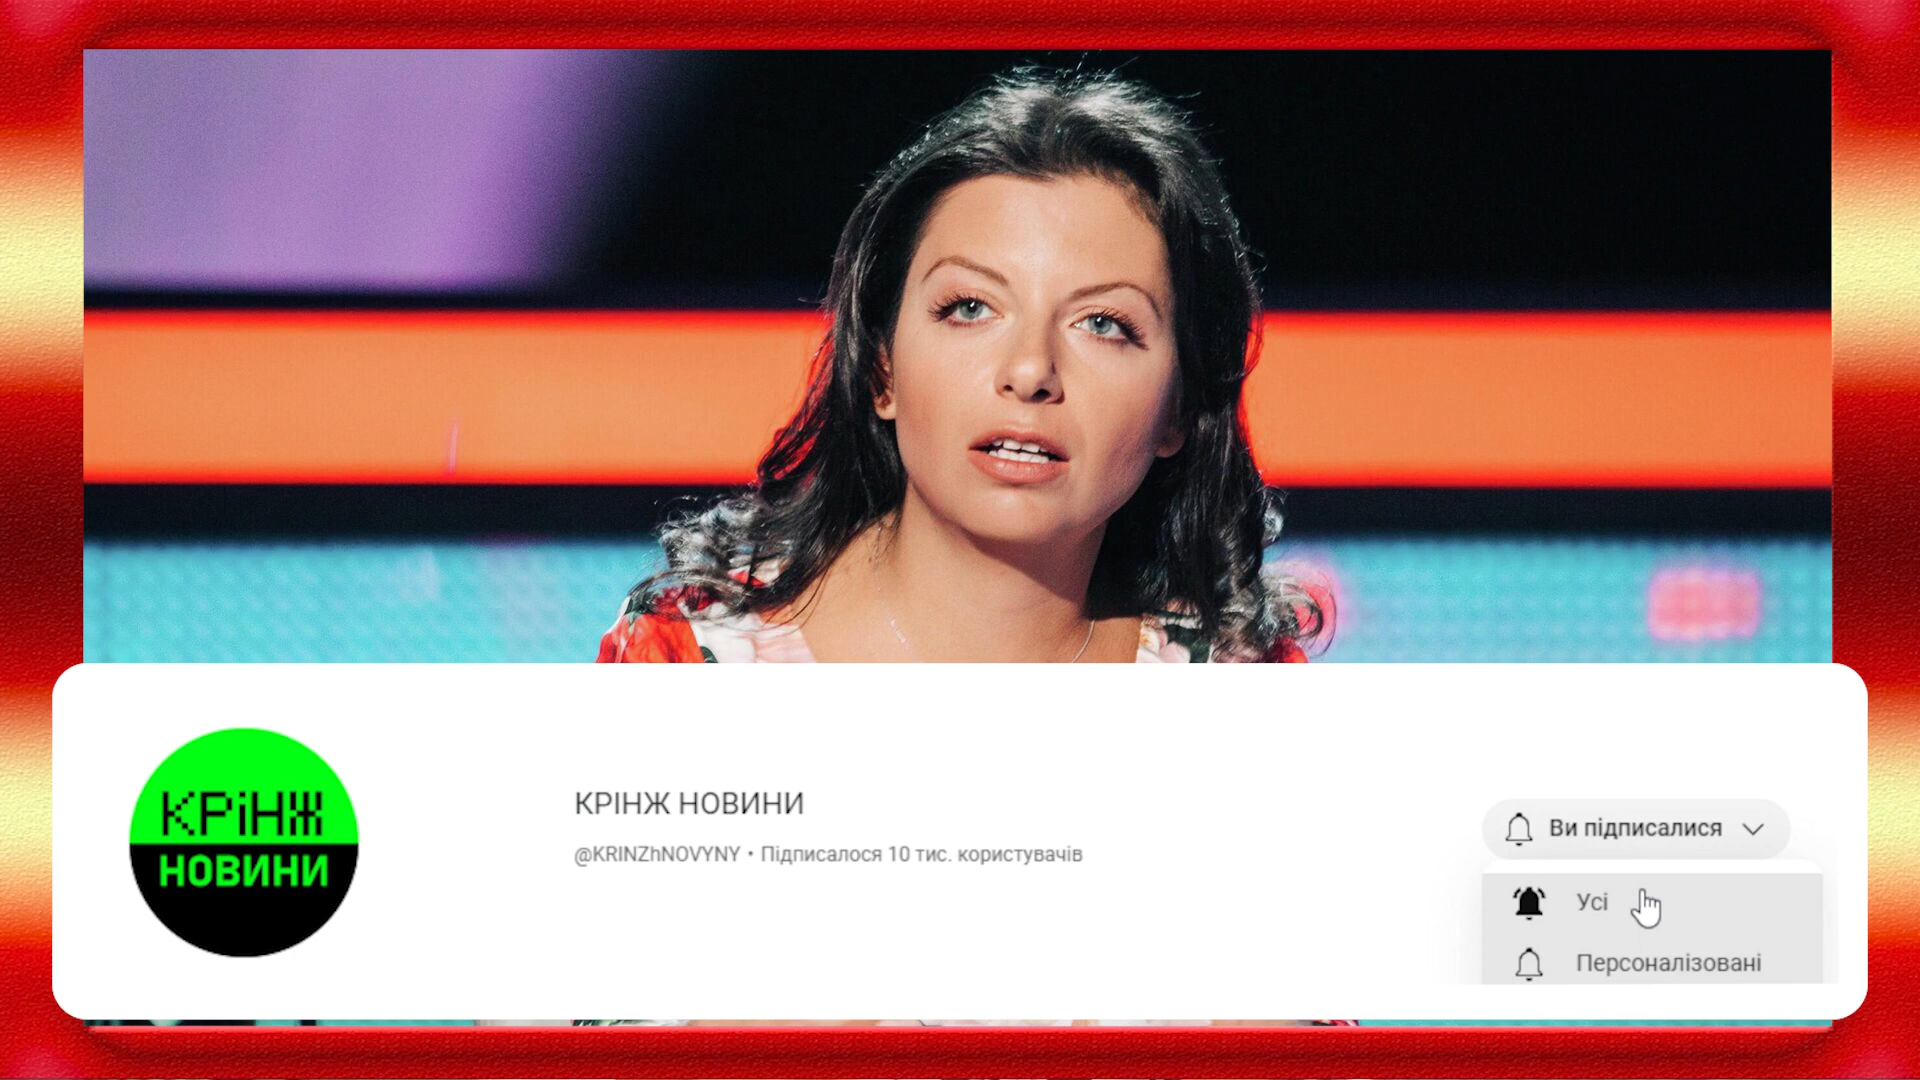 КРІНЖ
НОВИНИ
КРІНЖ НОВИНИ
@KRINZhNOVYNY • Підписалося 10 тис. користувачів
Ви підписалися
Усі
Персоналізовані